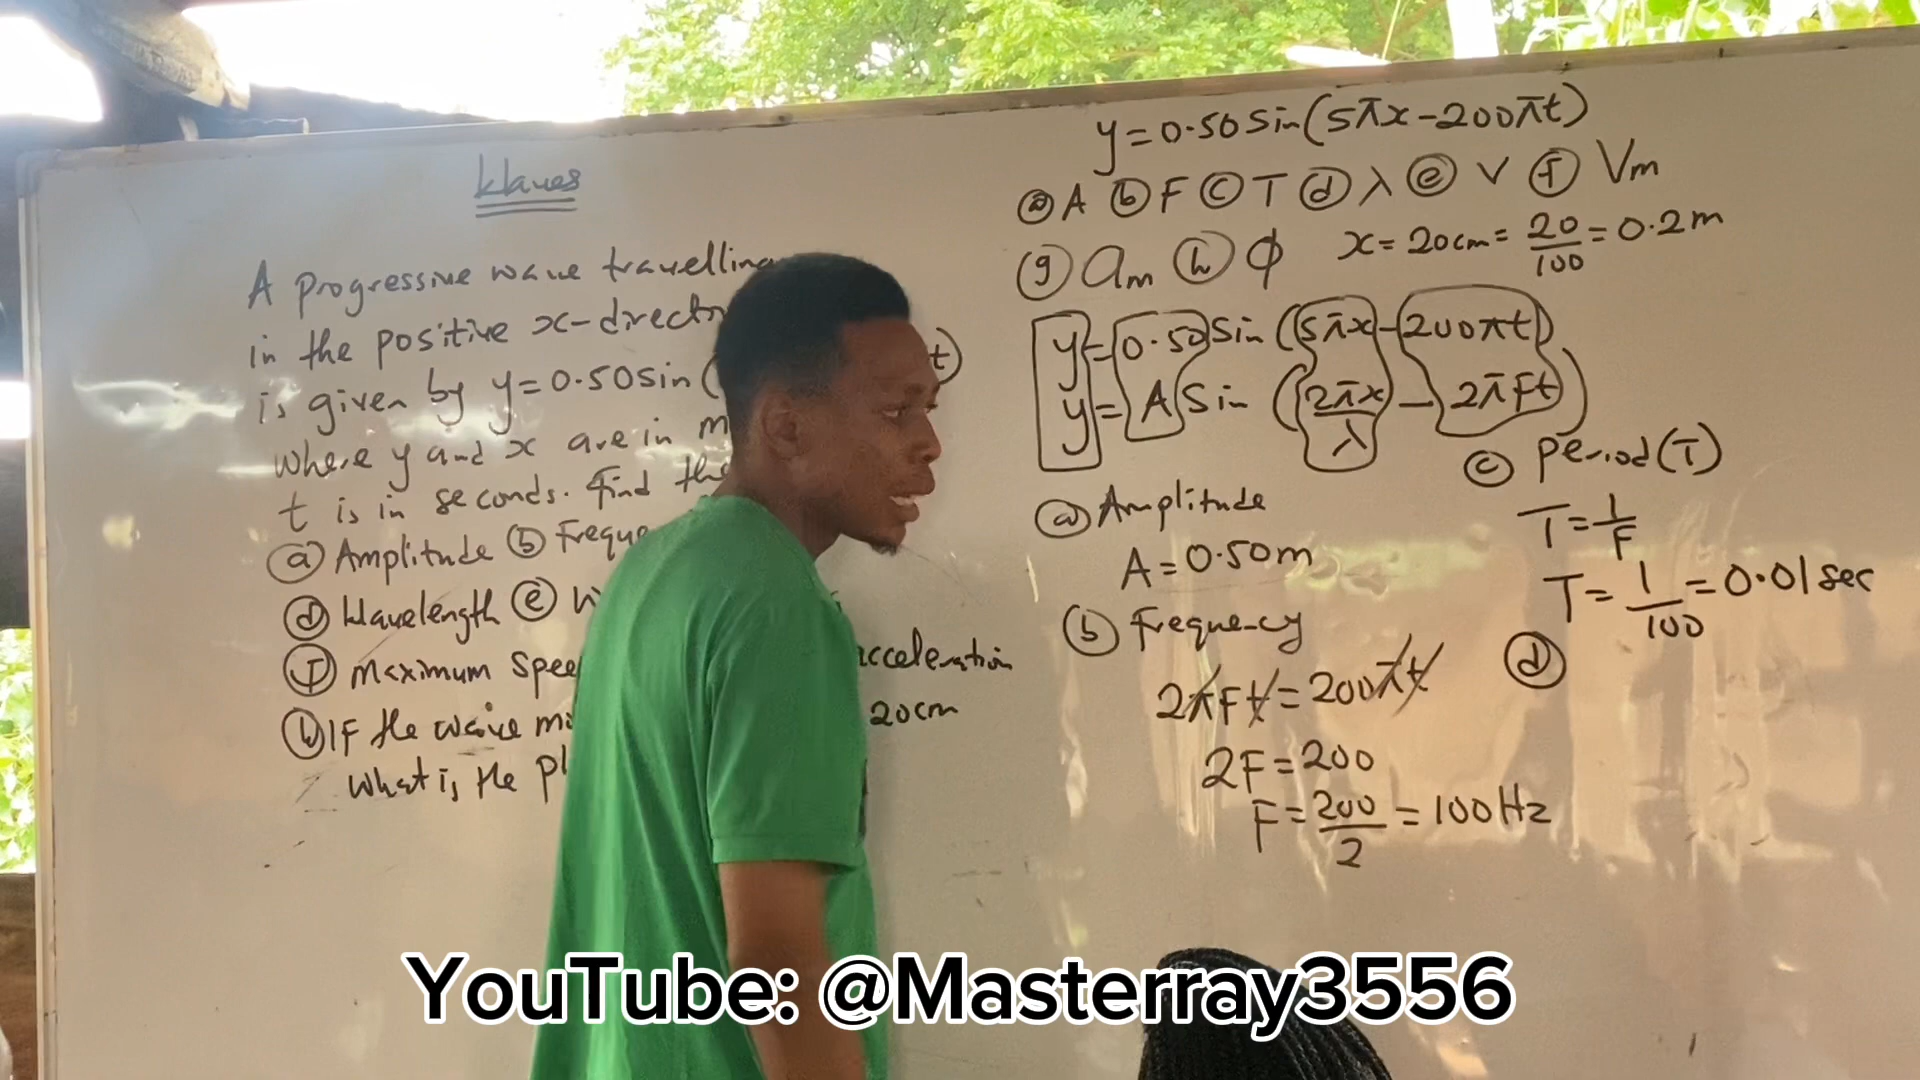 Waves
A progressive wave travelling
in the positive x-direct
is given by y=0.50sin( t)
where y and x are in m
t is in seconds. Find the
(a) Amplitude (b) Freque
(d) Wavelength (e) W
(f) Maximum Spee acceleration
(h) IF the wave mo 20cm
What is the ph
y=0.50sin(5πx-200πt)
(a) A (b) F (c) T (d) λ (e) V (f) Vm
(g) am (h) ϕ x=20cm=20/100=0.2m
y=0.50Sin(5πx-200πt)
y=A Sin(2πx/λ-2πFt)
(a) Amplitude
A=0.50m
(b) Frequency
2πFt=200πt
2F=200
F=200/2=100Hz
(c) Period(T)
T=1/F
T=1/100=0.01sec
(d)
YouTube: @Masterray3556